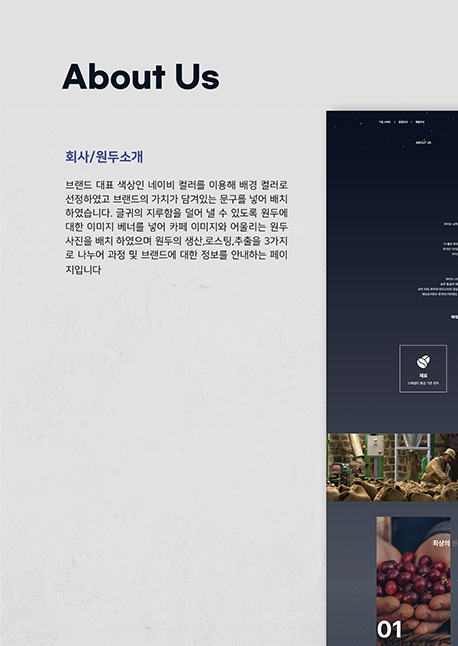 About Us
회사/원두소개
브랜드 대표 색상인 네이비 컬러를 이용해 배경 컬러로
선정하였고 브랜드의 가치가 담겨있는 문구를 넣어 배치
하였습니다. 글귀의 지루함을 덜어 낼 수 있도록 원두에
대한 이미지 베너를 넣어 카페 이미지와 어울리는 원두
사진을 배치 하였으며 원두의 생산,로스팅,추출을 3가지
로 나누어 과정 및 브랜드에 대한 정보를 안내하는 페이
지입니다
ABOUT US
재료
최상의 원
01